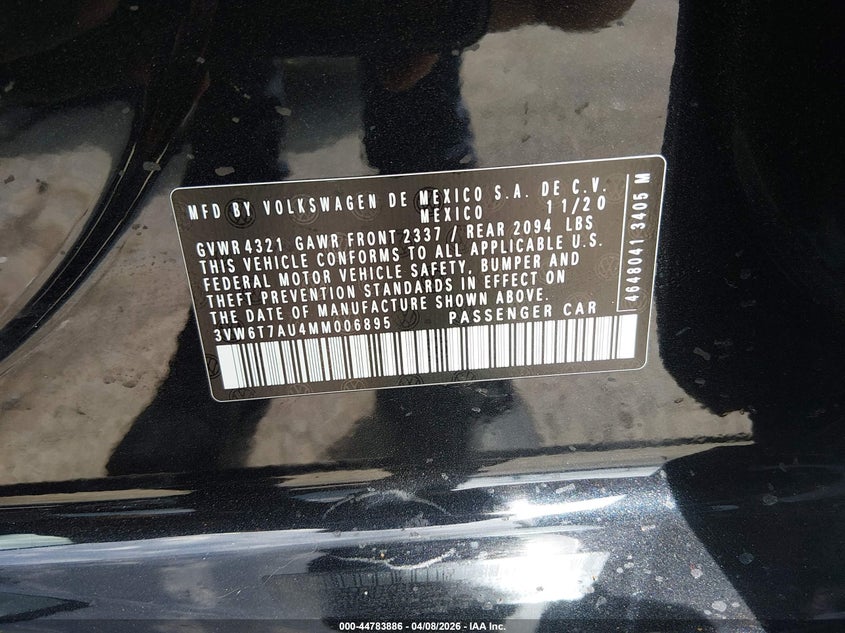 MFD BY VOLKSWAGEN DE MEXICO S.A. DE C.V.
MEXICO 11/20
GVWR 4321 GAWR FRONT 2337 / REAR 2094 LBS
THIS VEHICLE CONFORMS TO ALL APPLICABLE U.S.
FEDERAL MOTOR VEHICLE SAFETY, BUMPER AND
THEFT PREVENTION STANDARDS IN EFFECT ON
THE DATE OF MANUFACTURE SHOWN ABOVE.
3VW6T7AU4MM006895 PASSENGER CAR
4648041 3405 M
000-44783886 - 04/08/2026 - IAA Inc.